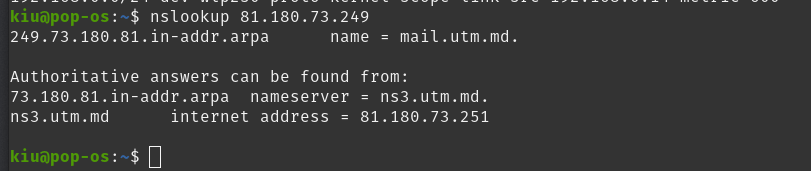 kiu@pop-os:~$ nslookup 81.180.73.249
249.73.180.81.in-addr.arpa      name = mail.utm.md.
Authoritative answers can be found from:
73.180.81.in-addr.arpa  nameserver = ns3.utm.md.
ns3.utm.md      internet address = 81.180.73.251
kiu@pop-os:~$